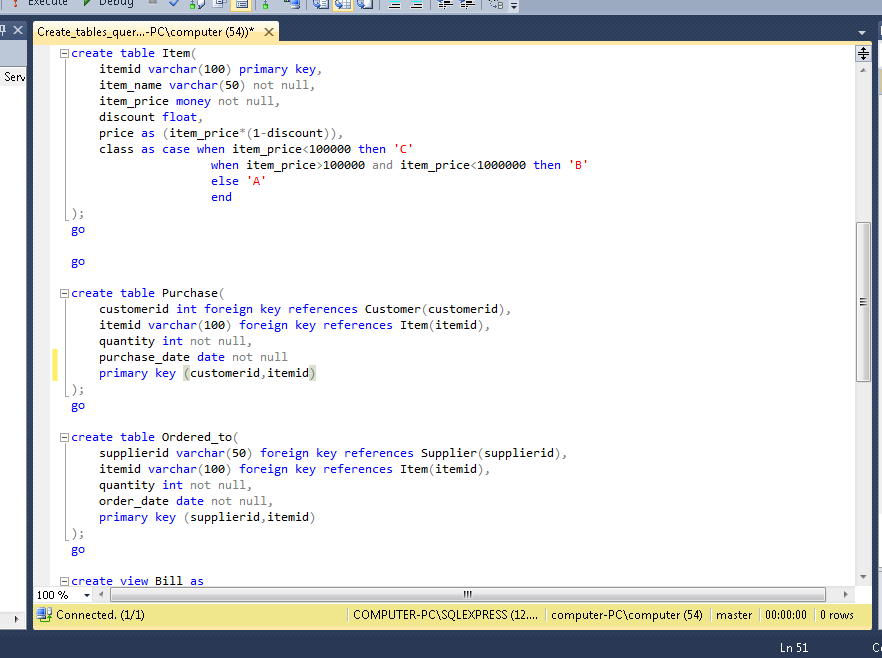 Execute Debug
Create_tables_quer...-PC\computer (54))*
Serv
create table Item(
itemid varchar(100) primary key,
item_name varchar(50) not null,
item_price money not null,
discount float,
price as (item_price*(1-discount)),
class as case when item_price<100000 then 'C'
when item_price>100000 and item_price<1000000 then 'B'
else 'A'
end
);
go
go
create table Purchase(
customerid int foreign key references Customer(customerid),
itemid varchar(100) foreign key references Item(itemid),
quantity int not null,
purchase_date date not null
primary key (customerid,itemid)
);
go
create table Ordered_to(
supplierid varchar(50) foreign key references Supplier(supplierid),
itemid varchar(100) foreign key references Item(itemid),
quantity int not null,
order_date date not null,
primary key (supplierid,itemid)
);
go
create view Bill as
100 %
Connected. (1/1) COMPUTER-PC\SQLEXPRESS (12.... computer-PC\computer (54) master 00:00:00 0 rows
Ln 51